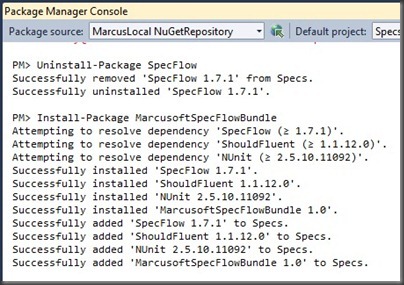 Package Manager Console
Package source: MarcusLocal NuGetRepository Default project: Specs
PM> Uninstall-Package SpecFlow
Successfully removed 'SpecFlow 1.7.1' from Specs.
Successfully uninstalled 'SpecFlow 1.7.1'.
PM> Install-Package MarcusoftSpecFlowBundle
Attempting to resolve dependency 'SpecFlow (≥ 1.7.1)'.
Attempting to resolve dependency 'ShouldFluent (≥ 1.1.12.0)'.
Attempting to resolve dependency 'NUnit (≥ 2.5.10.11092)'.
Successfully installed 'SpecFlow 1.7.1'.
Successfully installed 'ShouldFluent 1.1.12.0'.
Successfully installed 'NUnit 2.5.10.11092'.
Successfully installed 'MarcusoftSpecFlowBundle 1.0'.
Successfully added 'SpecFlow 1.7.1' to Specs.
Successfully added 'ShouldFluent 1.1.12.0' to Specs.
Successfully added 'NUnit 2.5.10.11092' to Specs.
Successfully added 'MarcusoftSpecFlowBundle 1.0' to Specs.